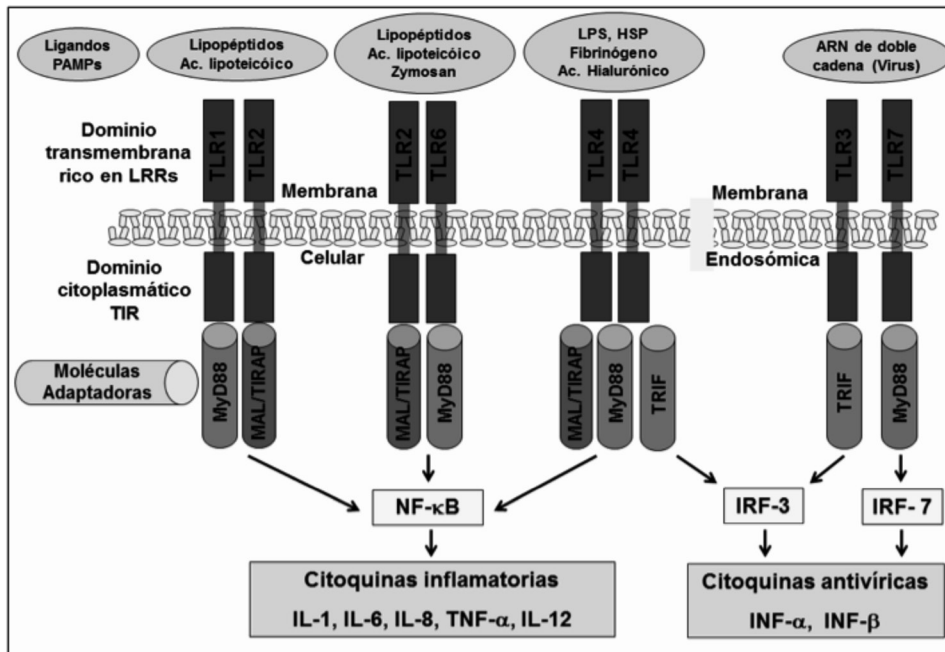 Ligandos
PAMPs
Lipopéptidos
Ac. lipoteicóico
Lipopéptidos
Ac. lipoteicóico
Zymosan
LPS, HSP
Fibrinógeno
Ac. Hialurónico
ARN de doble
cadena (Virus)
Dominio
transmembrana
rico en LRRs
TLR1
TLR2
TLR2
TLR6
TLR4
TLR4
TLR3
TLR7
Membrana
Celular
Membrana
Endosómica
Dominio
citoplasmático
TIR
Moléculas
Adaptadoras
MyD88
MAL/TIRAP
MAL/TIRAP
MyD88
MAL/TIRAP
MyD88
TRIF
TRIF
MyD88
NF-κB
IRF-3
IRF- 7
Citoquinas inflamatorias
IL-1, IL-6, IL-8, TNF-α, IL-12
Citoquinas antivíricas
INF-α, INF-β